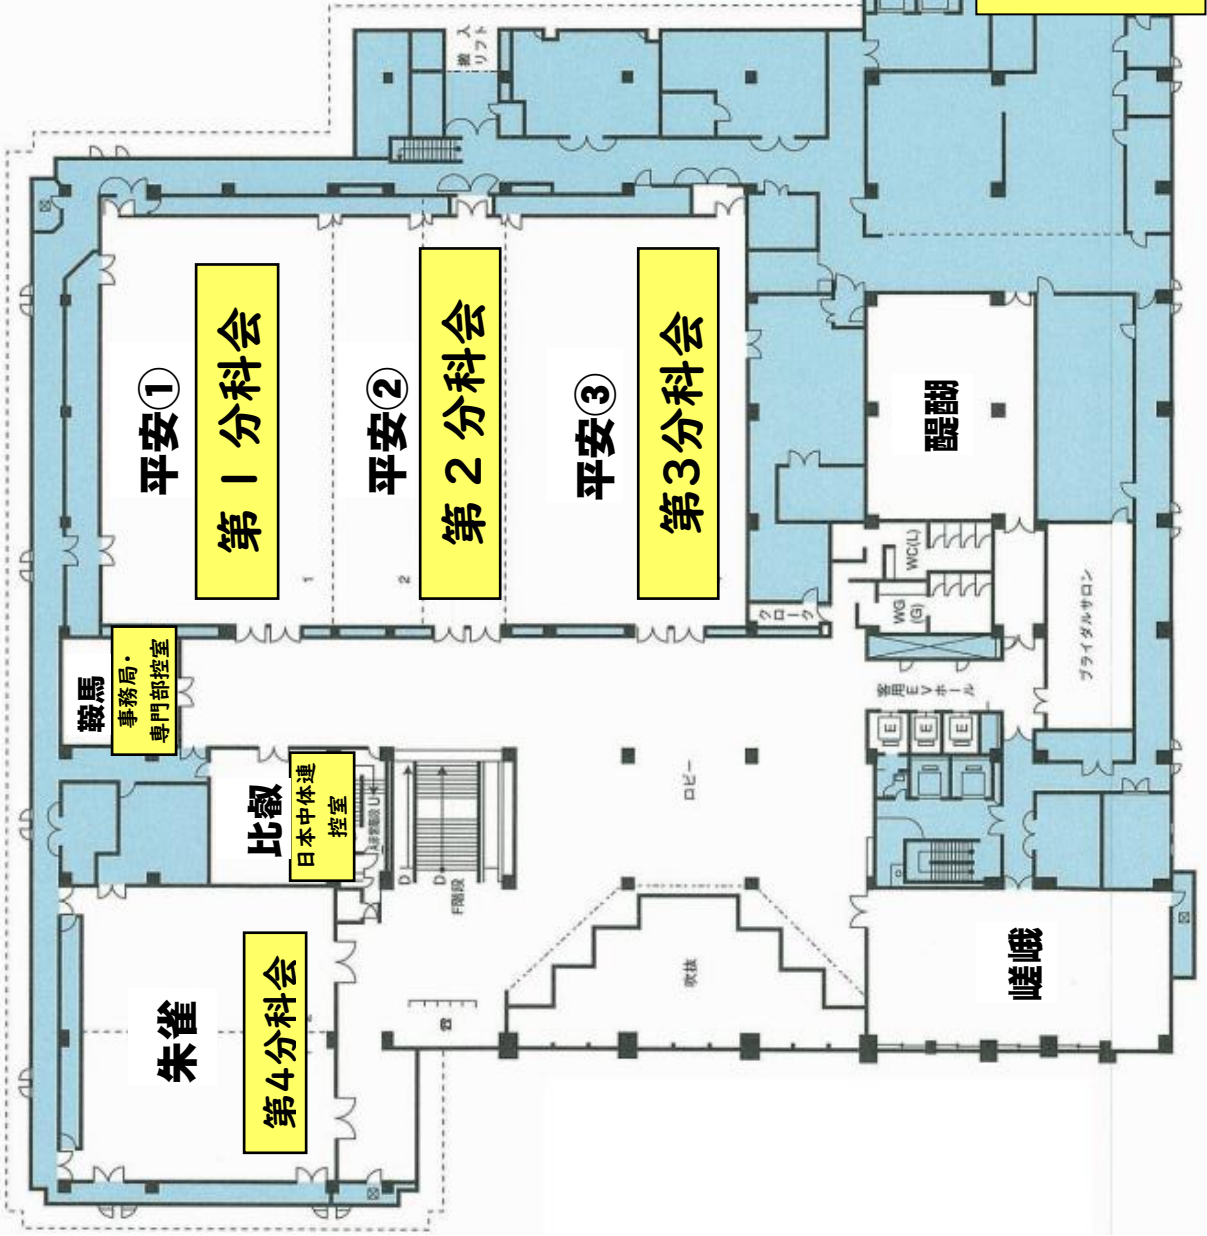 搬入
リフト
平安①
第1分科会
平安②
第2分科会
平安③
第3分科会
1
2
醍醐
鞍馬
事務局・
専門部控室
クローク
WC(L)
WG
(G)
ブライダルサロン
客用EVホール
E
E
E
比叡
日本中体連
控室
D
D
F階段
ロビー
吹抜
朱雀
第4分科会
嵯峨